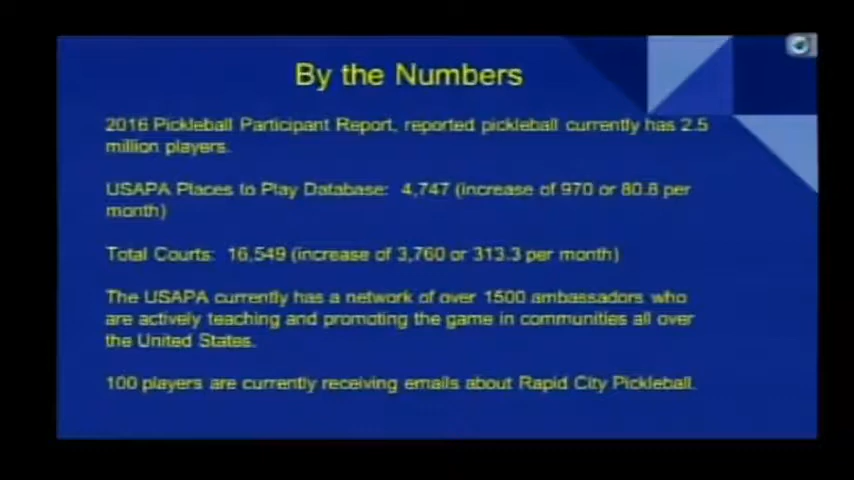 By the Numbers
2016 Pickleball Participant Report, reported pickleball currently has 2.5
million players.
USAPA Places to Play Database: 4,747 (increase of 970 or 80.8 per
month)
Total Courts: 16,549 (increase of 3,760 or 313.3 per month)
The USAPA currently has a network of over 1500 ambassadors who
are actively teaching and promoting the game in communities all over
the United States.
100 players are currently receiving emails about Rapid City Pickleball.